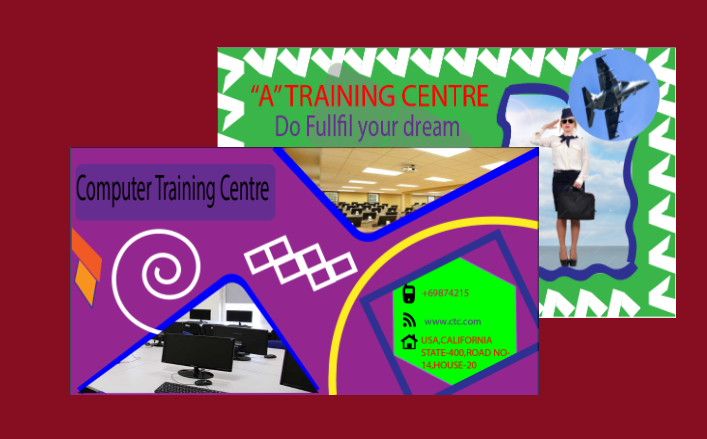 “A” TRAINING CENTRE
Do Fullfil your dream
Computer Training Centre
+69874215
www.ctc.com
USA,CALIFORNIA
STATE-400,ROAD NO-
14,HOUSE-20